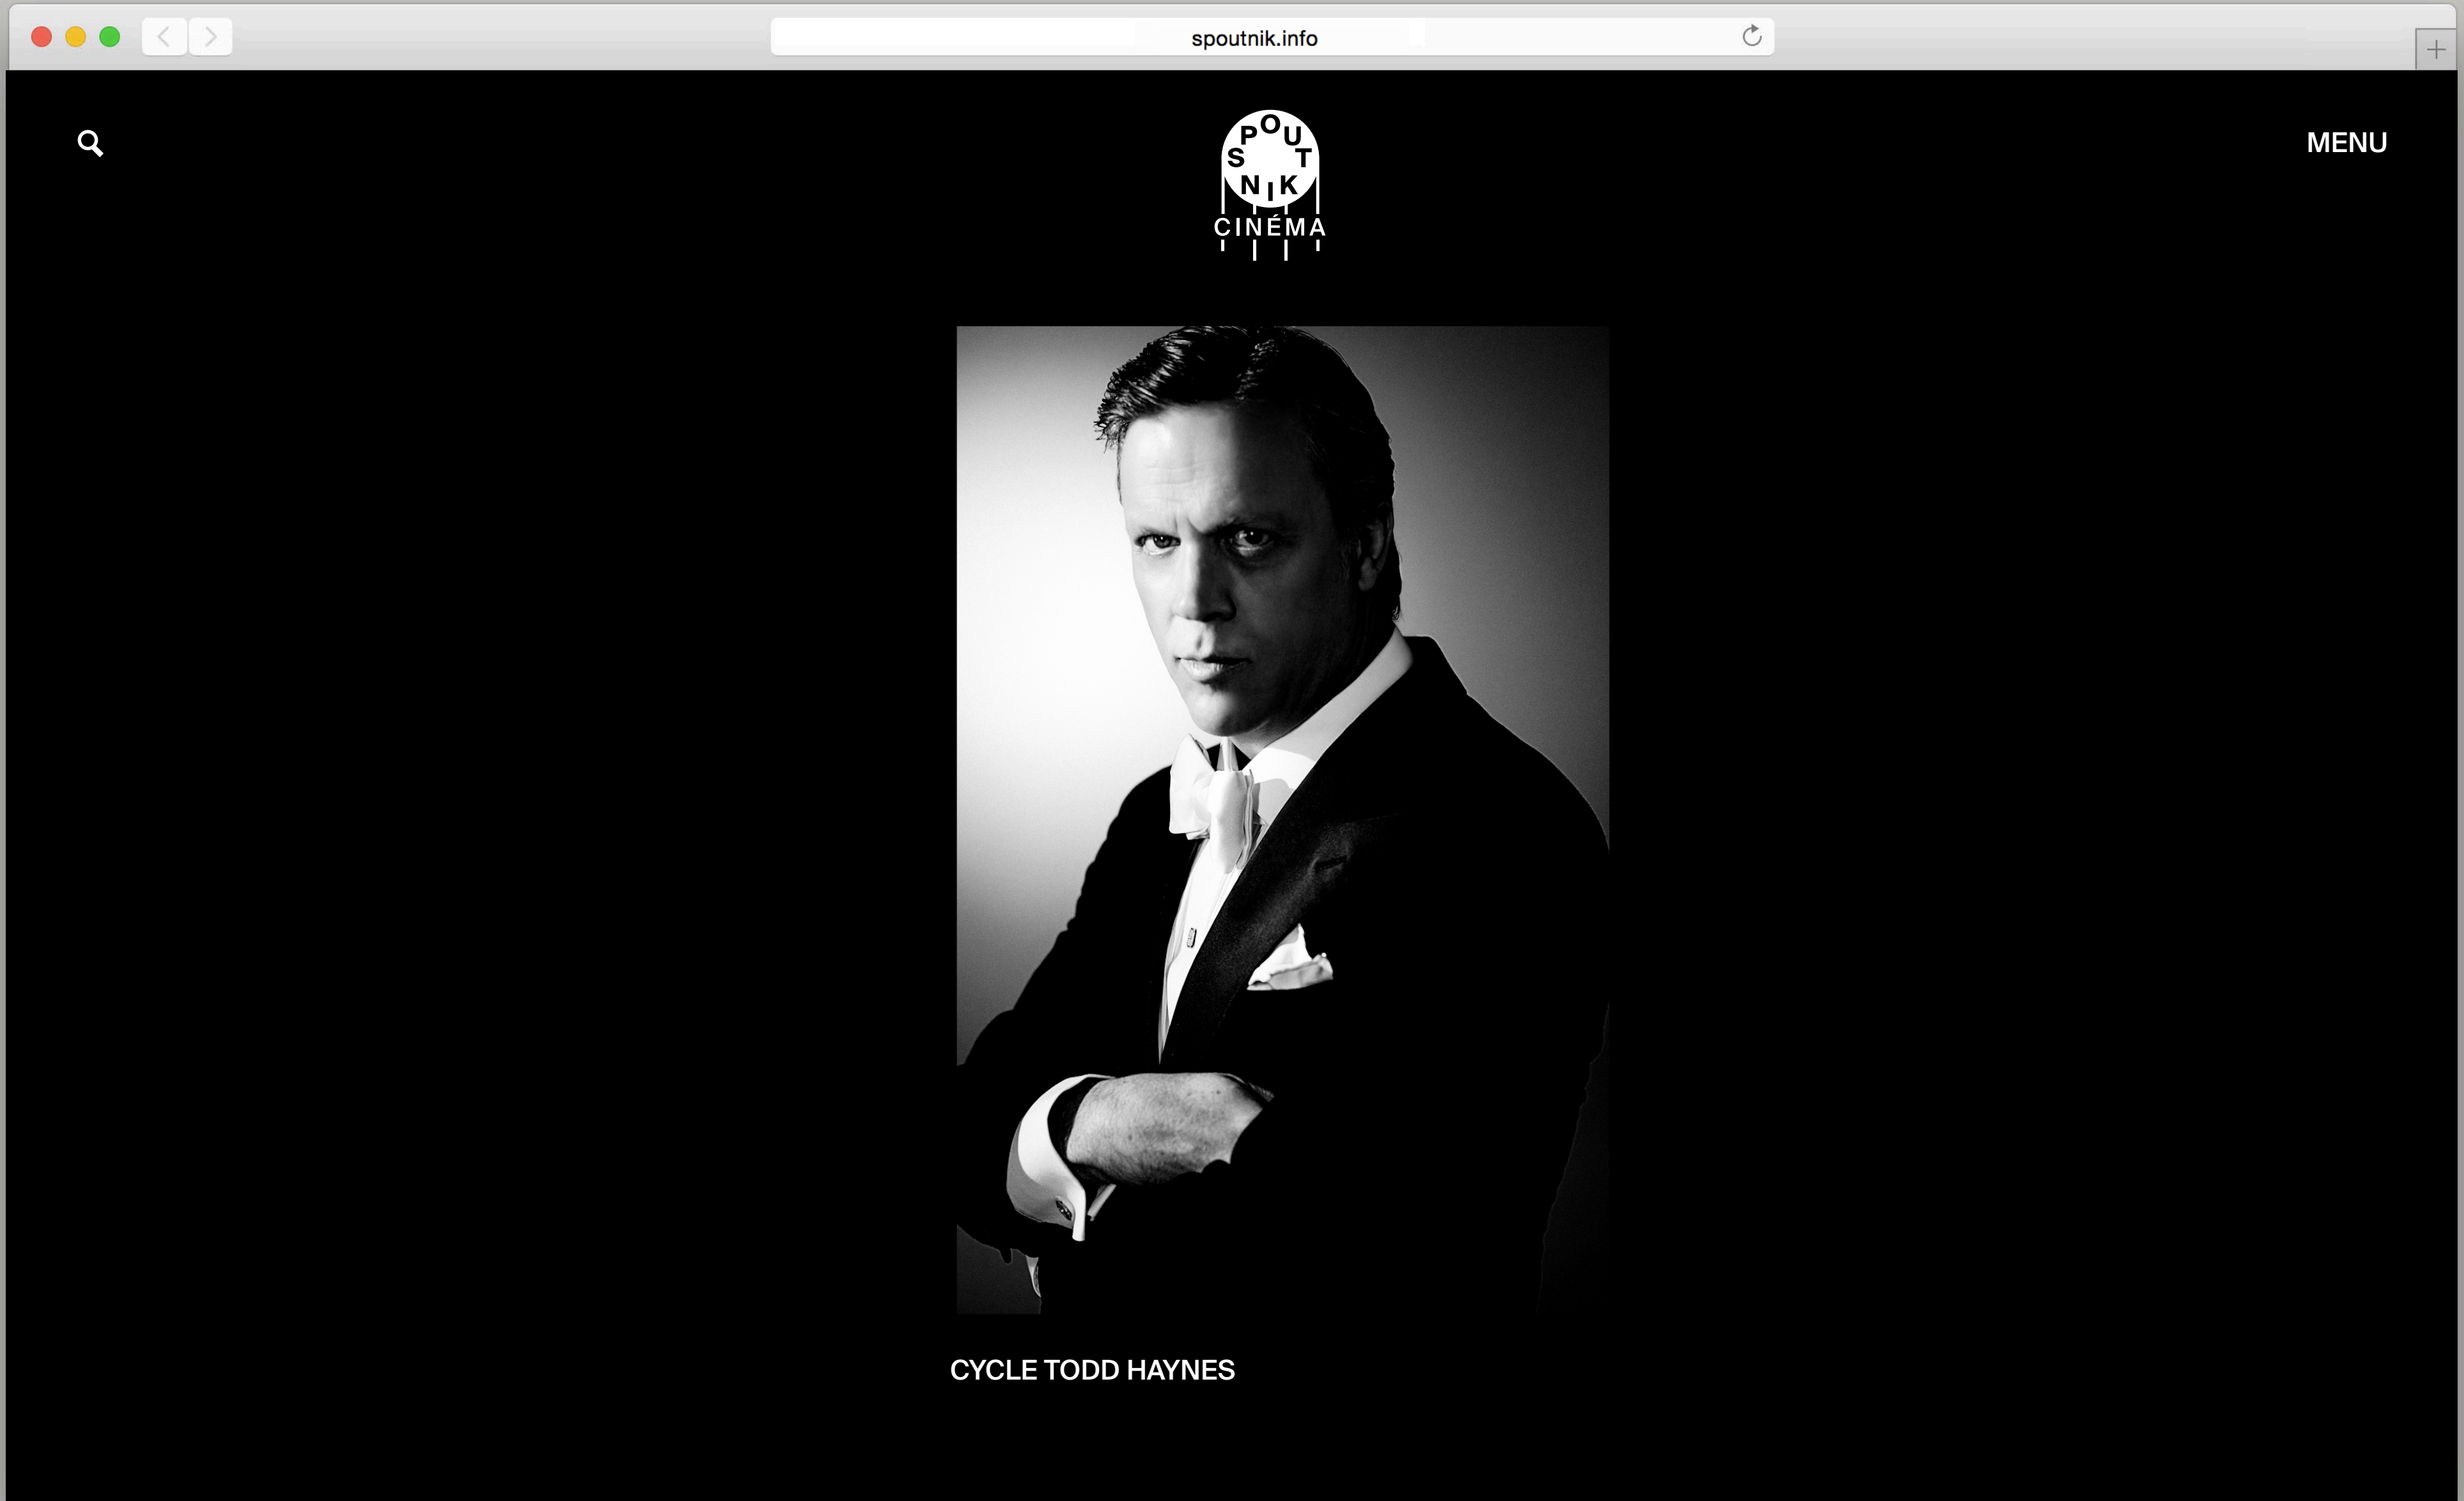 spoutnik.info
MENU
SPOUTNIK
CINÉMA
CYCLE TODD HAYNES